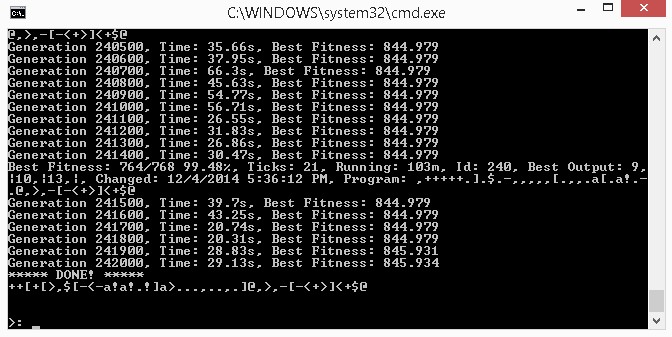 C:\WINDOWS\system32\cmd.exe
@,>,-[-<+>]<+$@
Generation 240500, Time: 35.66s, Best Fitness: 844.979
Generation 240600, Time: 37.95s, Best Fitness: 844.979
Generation 240700, Time: 66.3s, Best Fitness: 844.979
Generation 240800, Time: 45.63s, Best Fitness: 844.979
Generation 240900, Time: 54.77s, Best Fitness: 844.979
Generation 241000, Time: 56.71s, Best Fitness: 844.979
Generation 241100, Time: 26.55s, Best Fitness: 844.979
Generation 241200, Time: 31.83s, Best Fitness: 844.979
Generation 241300, Time: 26.86s, Best Fitness: 844.979
Generation 241400, Time: 30.47s, Best Fitness: 844.979
Best Fitness: 764/768 99.48%, Ticks: 21, Running: 103m, Id: 240, Best Output: 9,
¦10,¦13,¦, Changed: 12/4/2014 5:36:12 PM, Program: ,+++++.].$.-,,,,,[.,,.a[.a!.-
.@,>,-[-<+>]<+$@
Generation 241500, Time: 39.7s, Best Fitness: 844.979
Generation 241600, Time: 43.25s, Best Fitness: 844.979
Generation 241700, Time: 20.74s, Best Fitness: 844.979
Generation 241800, Time: 20.31s, Best Fitness: 844.979
Generation 241900, Time: 28.83s, Best Fitness: 845.931
Generation 242000, Time: 29.13s, Best Fitness: 845.934
***** DONE! *****
++[+[>,$[-<-a!a!.!]a>...,..,.]@,>,-[-<+>]<+$@
>: _